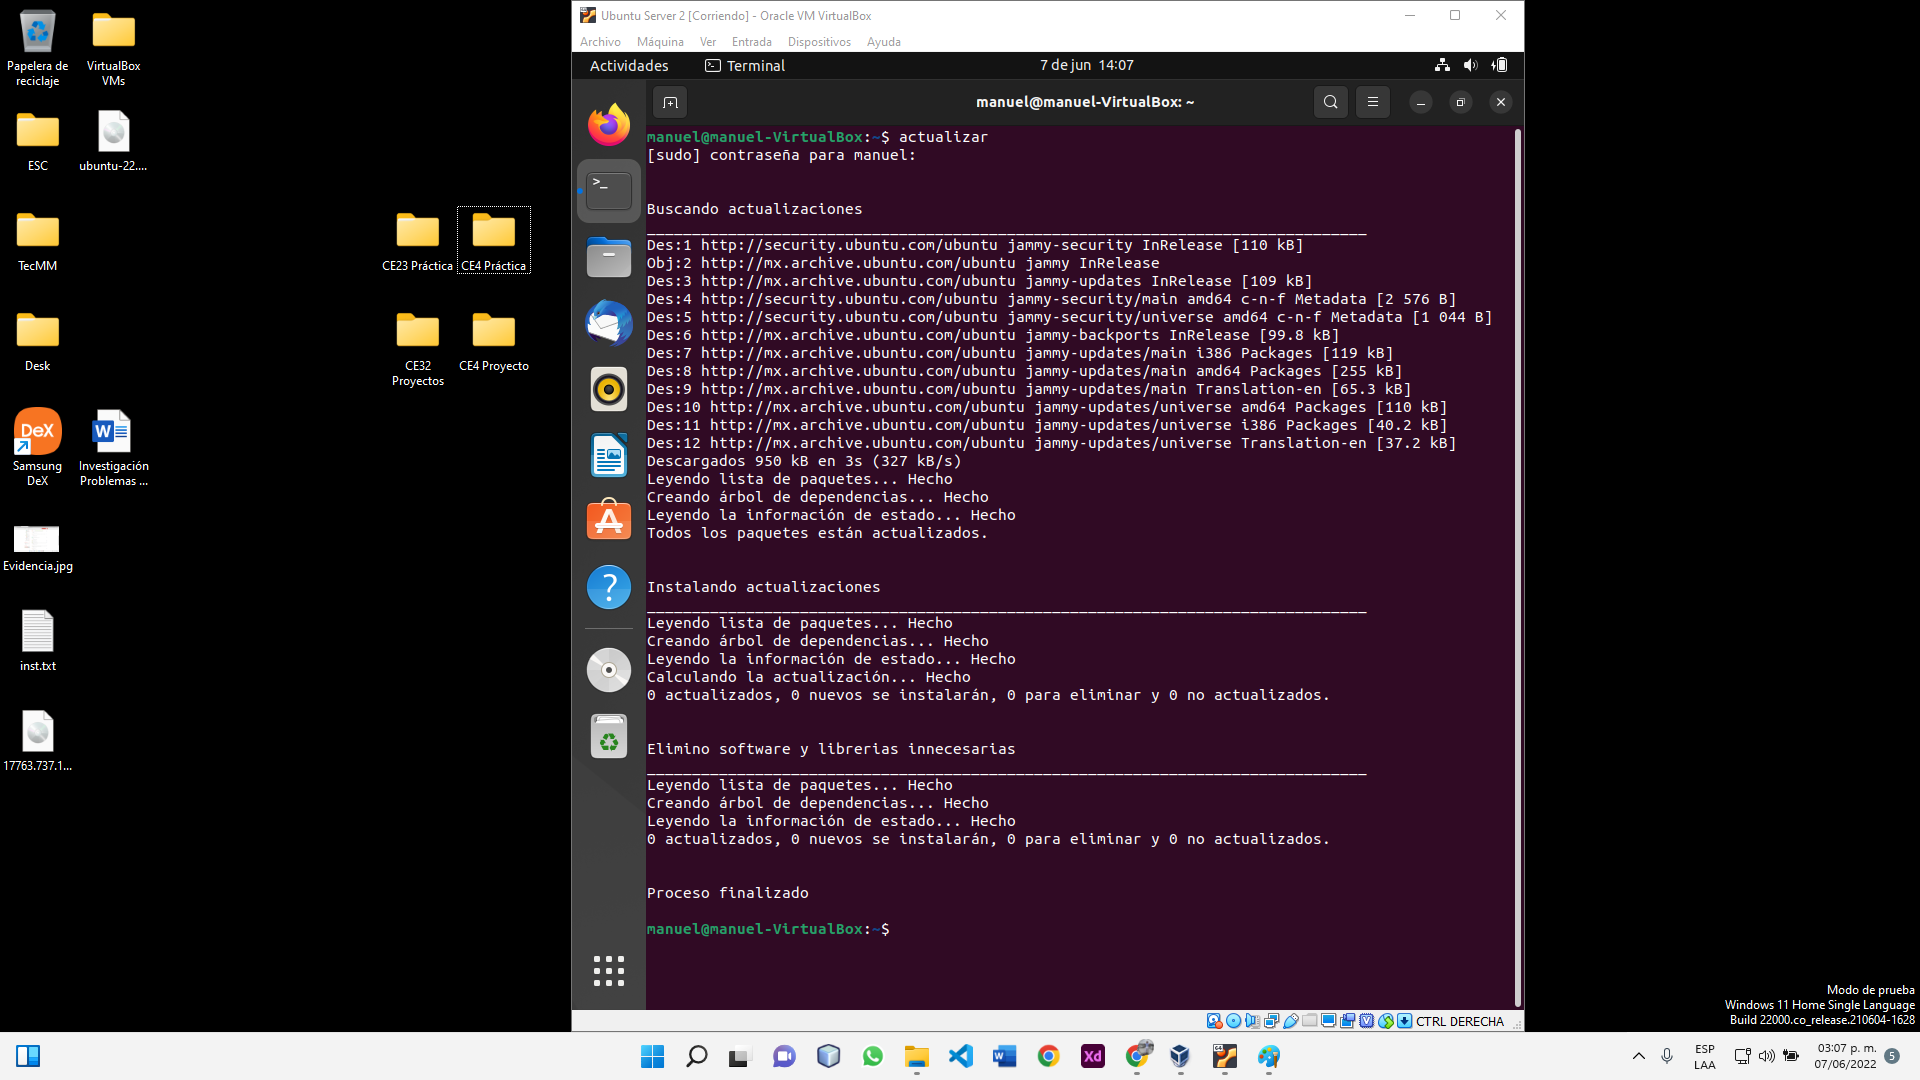 Papelera de
reciclaje
VirtualBox
VMs
ESC
ubuntu-22....
TecMM
CE23 Práctica
CE4 Práctica
Desk
CE32
Proyectos
CE4 Proyecto
DeX
Samsung
DeX
Investigación
Problemas ...
Evidencia.jpg
inst.txt
17763.737.1...
Ubuntu Server 2 [Corriendo] - Oracle VM VirtualBox
Archivo Máquina Ver Entrada Dispositivos Ayuda
Actividades Terminal 7 de jun 14:07
manuel@manuel-VirtualBox: ~
manuel@manuel-VirtualBox:~$ actualizar
[sudo] contraseña para manuel:
Buscando actualizaciones
________________________________________________________________________________
Des:1 http://security.ubuntu.com/ubuntu jammy-security InRelease [110 kB]
Obj:2 http://mx.archive.ubuntu.com/ubuntu jammy InRelease
Des:3 http://mx.archive.ubuntu.com/ubuntu jammy-updates InRelease [109 kB]
Des:4 http://security.ubuntu.com/ubuntu jammy-security/main amd64 c-n-f Metadata [2 576 B]
Des:5 http://security.ubuntu.com/ubuntu jammy-security/universe amd64 c-n-f Metadata [1 044 B]
Des:6 http://mx.archive.ubuntu.com/ubuntu jammy-backports InRelease [99.8 kB]
Des:7 http://mx.archive.ubuntu.com/ubuntu jammy-updates/main i386 Packages [119 kB]
Des:8 http://mx.archive.ubuntu.com/ubuntu jammy-updates/main amd64 Packages [255 kB]
Des:9 http://mx.archive.ubuntu.com/ubuntu jammy-updates/main Translation-en [65.3 kB]
Des:10 http://mx.archive.ubuntu.com/ubuntu jammy-updates/universe amd64 Packages [110 kB]
Des:11 http://mx.archive.ubuntu.com/ubuntu jammy-updates/universe i386 Packages [40.2 kB]
Des:12 http://mx.archive.ubuntu.com/ubuntu jammy-updates/universe Translation-en [37.2 kB]
Descargados 950 kB en 3s (327 kB/s)
Leyendo lista de paquetes... Hecho
Creando árbol de dependencias... Hecho
Leyendo la información de estado... Hecho
Todos los paquetes están actualizados.
Instalando actualizaciones
________________________________________________________________________________
Leyendo lista de paquetes... Hecho
Creando árbol de dependencias... Hecho
Leyendo la información de estado... Hecho
Calculando la actualización... Hecho
0 actualizados, 0 nuevos se instalarán, 0 para eliminar y 0 no actualizados.
Elimino software y librerias innecesarias
________________________________________________________________________________
Leyendo lista de paquetes... Hecho
Creando árbol de dependencias... Hecho
Leyendo la información de estado... Hecho
0 actualizados, 0 nuevos se instalarán, 0 para eliminar y 0 no actualizados.
Proceso finalizado
manuel@manuel-VirtualBox:~$
CTRL DERECHA
Modo de prueba
Windows 11 Home Single Language
Build 22000.co_release.210604-1628
Xd
ESP
LAA
03:07 p. m.
07/06/2022
5